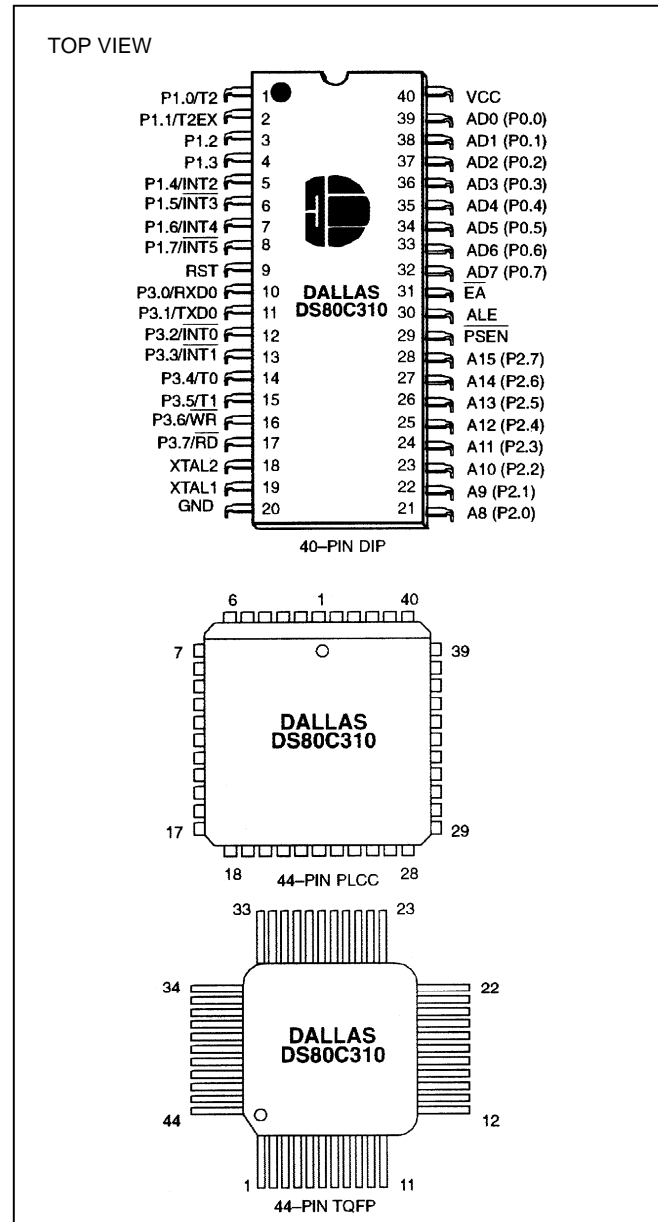 TOP VIEW
P1.0/T2 1 40 VCC
P1.1/T2EX 2 39 AD0 (P0.0)
P1.2 3 38 AD1 (P0.1)
P1.3 4 37 AD2 (P0.2)
P1.4/INT2 5 36 AD3 (P0.3)
P1.5/INT3 6 35 AD4 (P0.4)
P1.6/INT4 7 34 AD5 (P0.5)
P1.7/INT5 8 33 AD6 (P0.6)
RST 9 32 AD7 (P0.7)
P3.0/RXD0 10 DALLAS 31 EA
P3.1/TXD0 11 DS80C310 30 ALE
P3.2/INT0 12 29 PSEN
P3.3/INT1 13 28 A15 (P2.7)
P3.4/T0 14 27 A14 (P2.6)
P3.5/T1 15 26 A13 (P2.5)
P3.6/WR 16 25 A12 (P2.4)
P3.7/RD 17 24 A11 (P2.3)
XTAL2 18 23 A10 (P2.2)
XTAL1 19 22 A9 (P2.1)
GND 20 21 A8 (P2.0)
40–PIN DIP
6 1 40
7 39
DALLAS
DS80C310
17 29
18 28
44–PIN PLCC
33 23
34 22
DALLAS
DS80C310
44 12
1 11
44–PIN TQFP